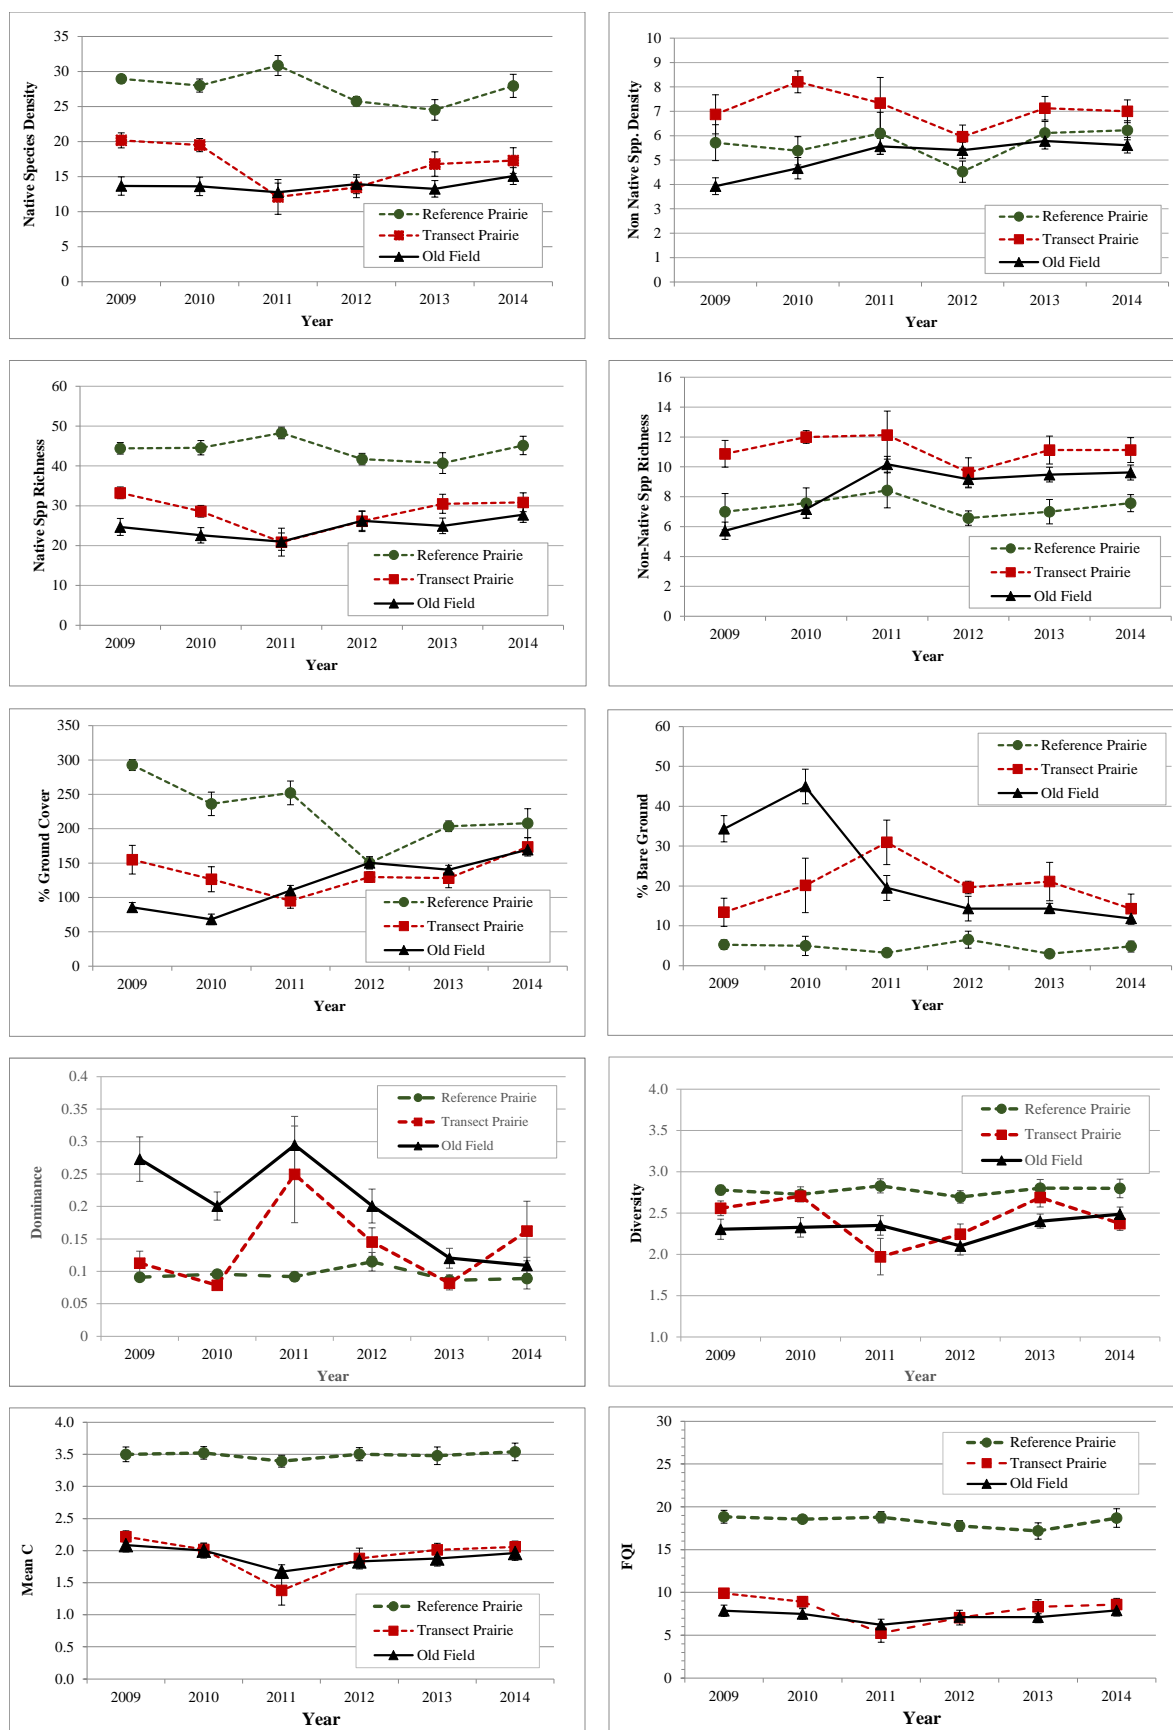 35
30
25
20
15
10
5
0
Native Species Density
Reference Prairie
Transect Prairie
Old Field
2009 2010 2011 2012 2013 2014
Year
10
9
8
7
6
5
4
3
2
1
0
Non Native Spp. Density
Reference Prairie
Transect Prairie
Old Field
2009 2010 2011 2012 2013 2014
Year
60
50
40
30
20
10
0
Native Spp Richness
Reference Prairie
Transect Prairie
Old Field
2009 2010 2011 2012 2013 2014
Year
16
14
12
10
8
6
4
2
0
Non-Native Spp Richness
Reference Prairie
Transect Prairie
Old Field
2009 2010 2011 2012 2013 2014
Year
350
300
250
200
150
100
50
0
% Ground Cover
Reference Prairie
Transect Prairie
Old Field
2009 2010 2011 2012 2013 2014
Year
60
50
40
30
20
10
0
% Bare Ground
Reference Prairie
Transect Prairie
Old Field
2009 2010 2011 2012 2013 2014
Year
0.4
0.35
0.3
0.25
0.2
0.15
0.1
0.05
0
Dominance
Reference Prairie
Transect Prairie
Old Field
2009 2010 2011 2012 2013 2014
Year
4.0
3.5
3.0
2.5
2.0
1.5
1.0
Diversity
Reference Prairie
Transect Prairie
Old Field
2009 2010 2011 2012 2013 2014
Year
4.0
3.5
3.0
2.5
2.0
1.5
1.0
0.5
0.0
Mean C
Reference Prairie
Transect Prairie
Old Field
2009 2010 2011 2012 2013 2014
Year
30
25
20
15
10
5
0
FQI
Reference Prairie
Transect Prairie
Old Field
2009 2010 2011 2012 2013 2014
Year